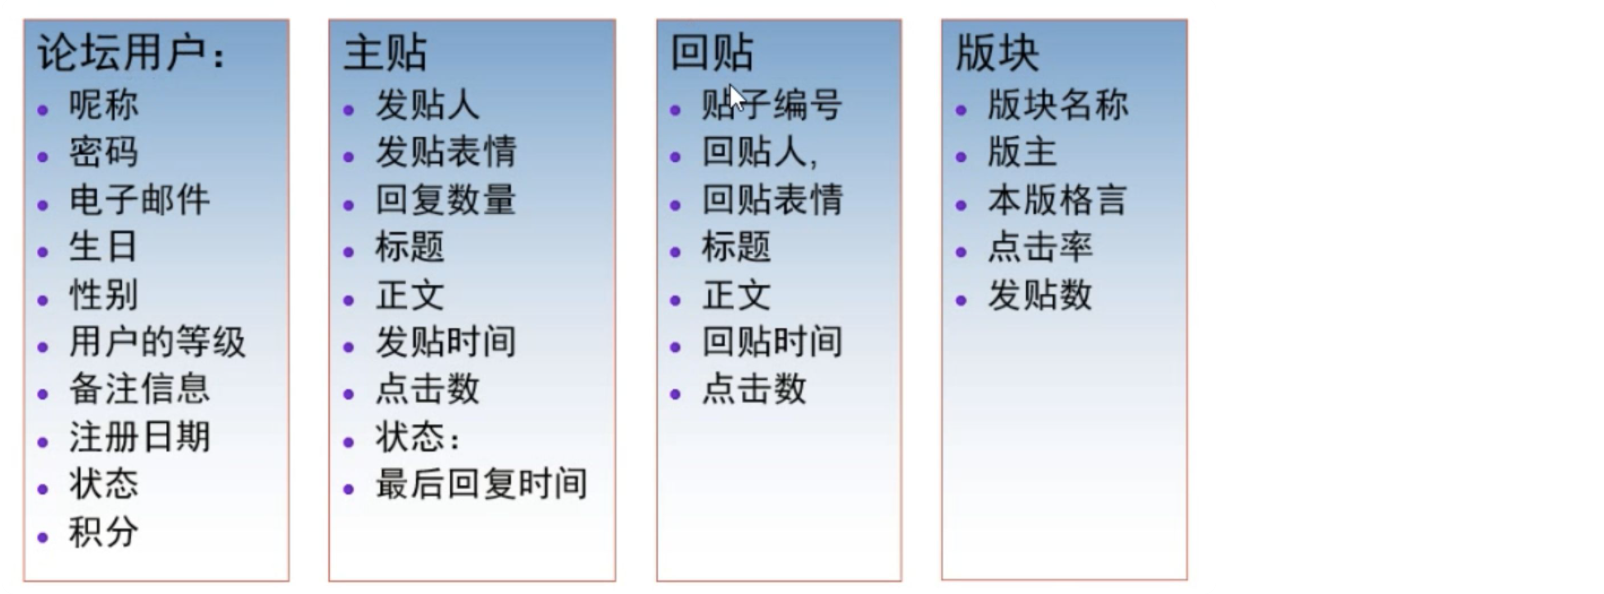 论坛用户：
呢称
密码
电子邮件
生日
性别
用户的等级
备注信息
注册日期
状态
积分
主贴
发贴人
发贴表情
回复数量
标题
正文
发贴时间
点击数
状态：
最后回复时间
回贴
贴子编号
回贴人,
回贴表情
标题
正文
回贴时间
点击数
版块
版块名称
版主
本版格言
点击率
发贴数